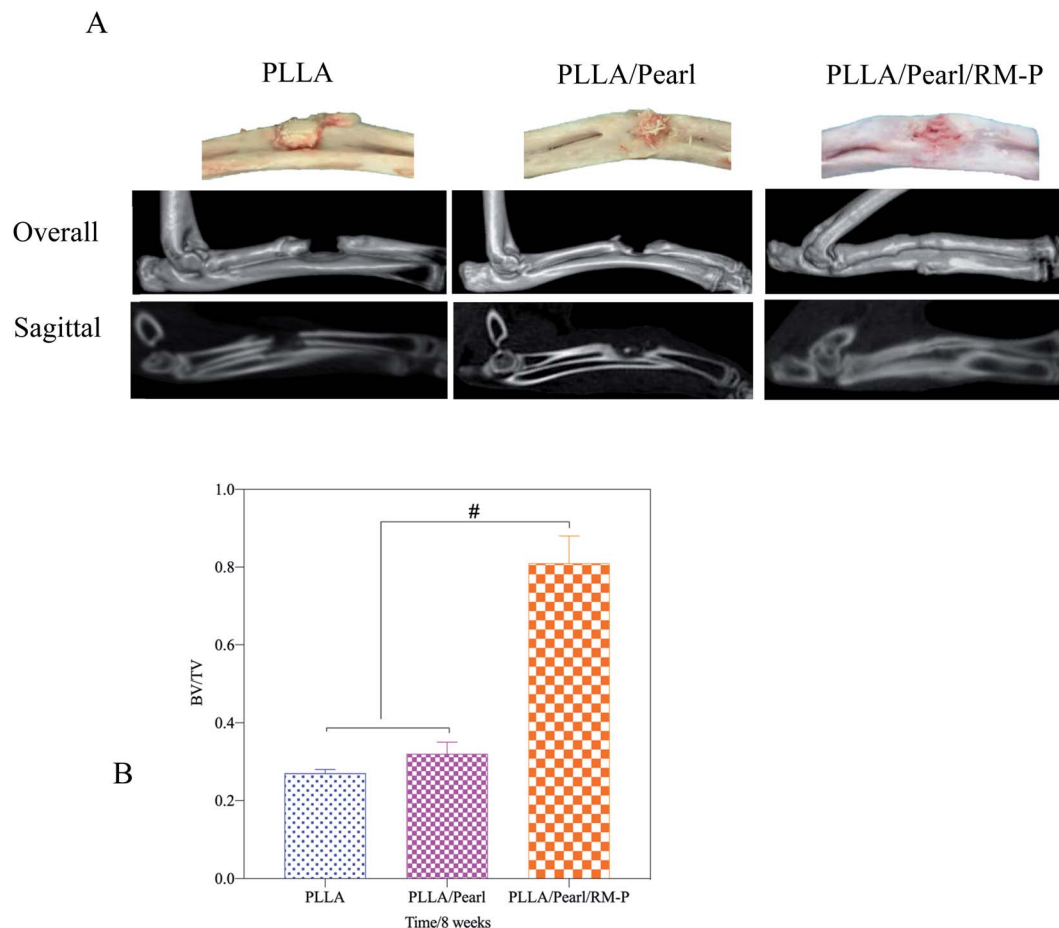 A
PLLA
PLLA/Pearl
PLLA/Pearl/RM-P
Overall
Sagittal
B
1.0
0.8
0.6
0.4
0.2
0.0
BV/TV
#
PLLA
PLLA/Pearl
PLLA/Pearl/RM-P
Time/8 weeks